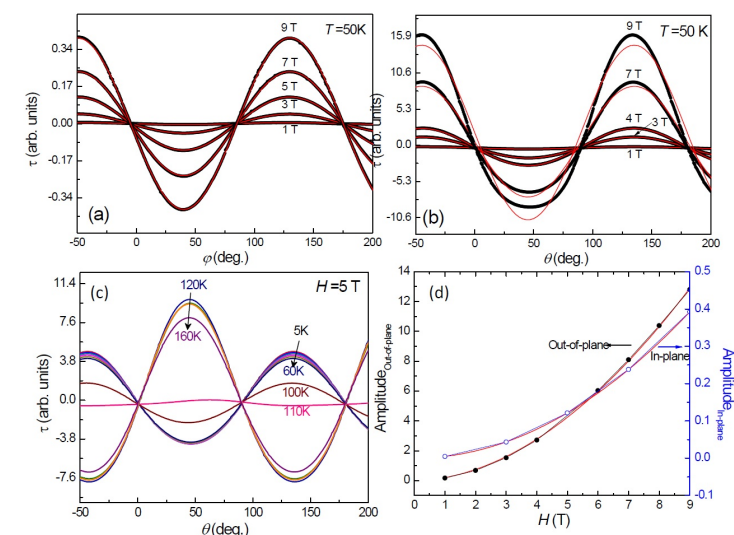 (a)
T=50K
9 T
7 T
5 T
3 T
1 T
τ (arb. units)
0.34
0.17
0.00
-0.17
-0.34
-50 0 50 100 150 200
φ(deg.)
(b)
T=50 K
9 T
7 T
4 T
3 T
1 T
τ (arb. units)
15.9
10.6
5.3
0.0
-5.3
-10.6
-50 0 50 100 150 200
θ(deg.)
(c)
H=5 T
120K
160K
5K
60K
100K
110K
τ (arb. units)
11.4
7.6
3.8
0.0
-3.8
-7.6
-50 0 50 100 150 200
θ(deg.)
(d)
Out-of-plane
In-plane
Amplitude Out-of-plane
14
12
10
8
6
4
2
0
0 1 2 3 4 5 6 7 8 9
H (T)
0.5
0.4
0.3
0.2
0.1
0.0
-0.1
Amplitude In-plane